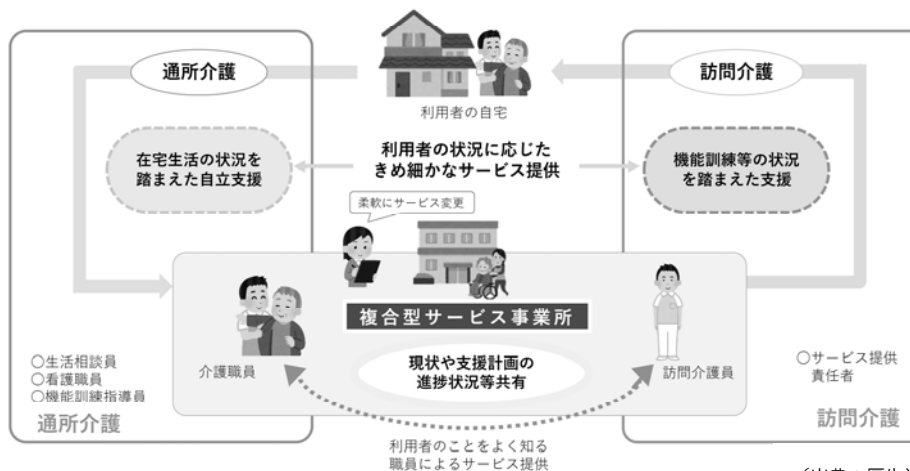 通所介護
訪問介護
利用者の自宅
在宅生活の状況を
踏まえた自立支援
利用者の状況に応じた
きめ細かなサービス提供
機能訓練等の状況
を踏まえた支援
柔軟にサービス変更
複合型サービス事業所
介護職員
現状や支援計画の
進捗状況等共有
訪問介護員
○生活相談員
○看護職員
○機能訓練指導員
通所介護
○サービス提供
責任者
訪問介護
利用者のことをよく知る
職員によるサービス提供